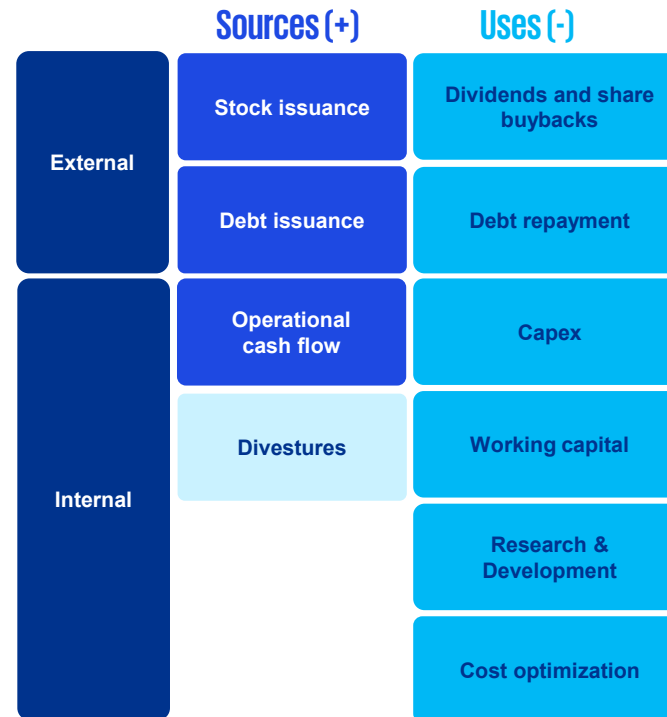 Sources (+)
Uses (-)
External
Stock issuance
Dividends and share
buybacks
Debt issuance
Debt repayment
Internal
Operational
cash flow
Capex
Divestures
Working capital
Research &
Development
Cost optimization